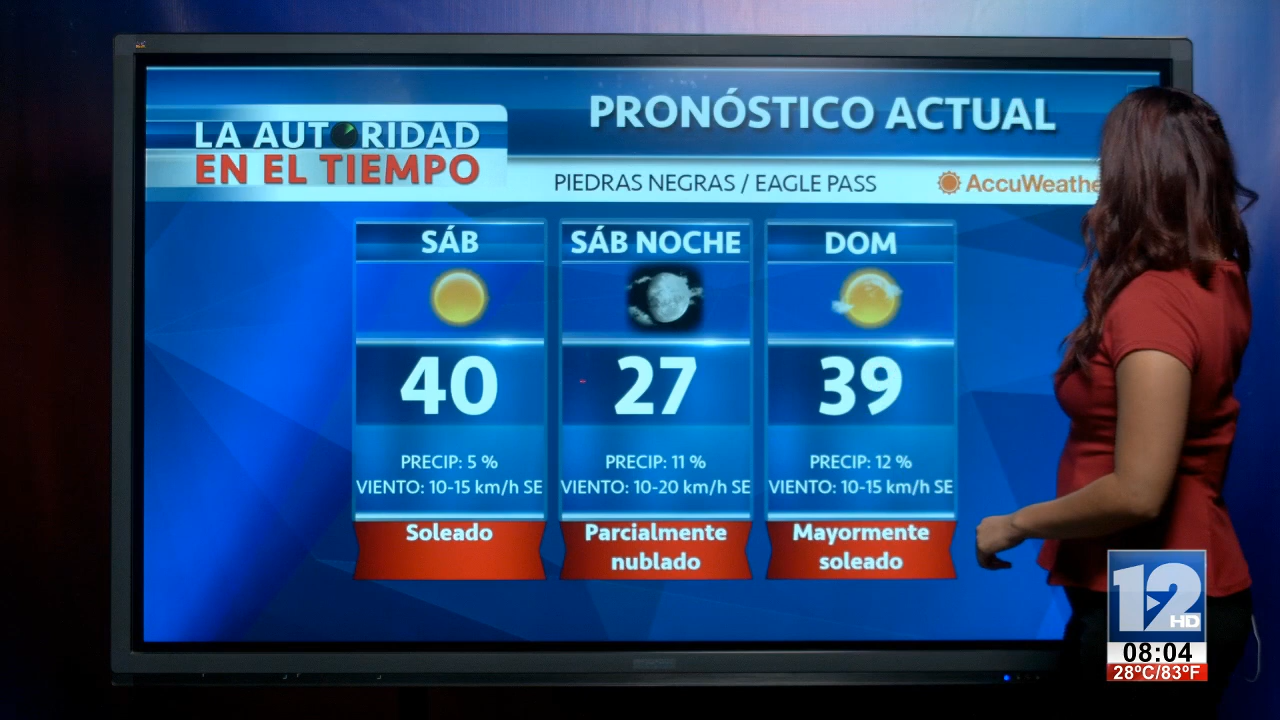 LA AUTORIDAD
EN EL TIEMPO
PRONÓSTICO ACTUAL
PIEDRAS NEGRAS / EAGLE PASS
AccuWeathe
SÁB
40
PRECIP: 5 %
VIENTO: 10-15 km/h SE
Soleado
SÁB NOCHE
27
PRECIP: 11 %
VIENTO: 10-20 km/h SE
Parcialmente
nublado
DOM
39
PRECIP: 12 %
VIENTO: 10-15 km/h SE
Mayormente
soleado
12
HD
08:04
28ºC/83ºF